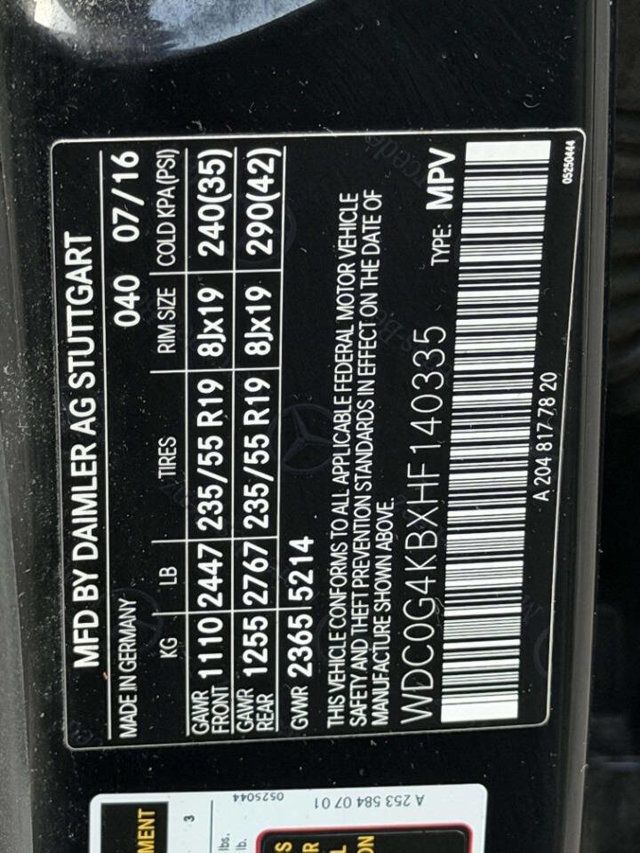 MFD BY DAIMLER AG STUTTGART
MADE IN GERMANY 040 07/16
KG LB TIRES RIM SIZE COLD KPA(PSI)
GAWR FRONT 1110 2447 235/55 R19 8Jx19 240(35)
GAWR REAR 1255 2767 235/55 R19 8Jx19 290(42)
GVWR 2365 5214
THIS VEHICLE CONFORMS TO ALL APPLICABLE FEDERAL MOTOR VEHICLE
SAFETY AND THEFT PREVENTION STANDARDS IN EFFECT ON THE DATE OF
MANUFACTURE SHOWN ABOVE.
WDC0G4KBXHF140335 TYPE: MPV
A 204 817 78 20
05250444
A 253 584 07 01
0525044
3
lbs.
lb.